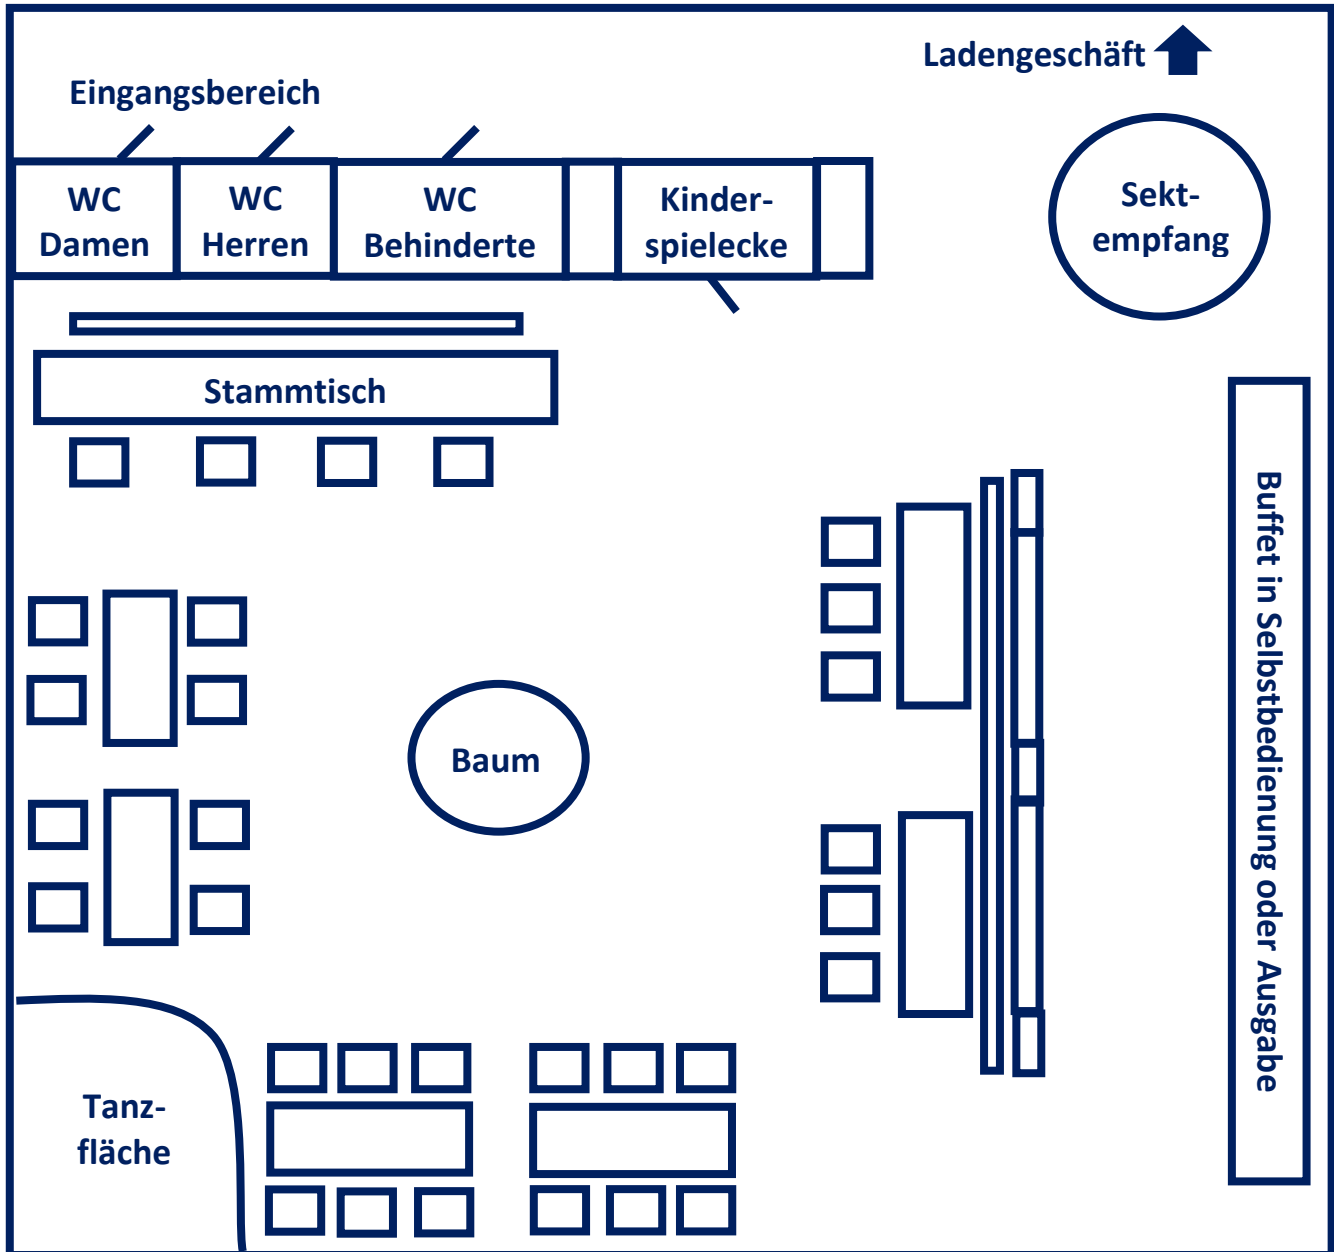 Ladengeschäft
Eingangsbereich
WC
Damen
WC
Herren
WC
Behinderte
Kinder-
spielecke
Sekt-
empfang
Stammtisch
Buffet in Selbstbedienung oder Ausgabe
Baum
Tanz-
fläche